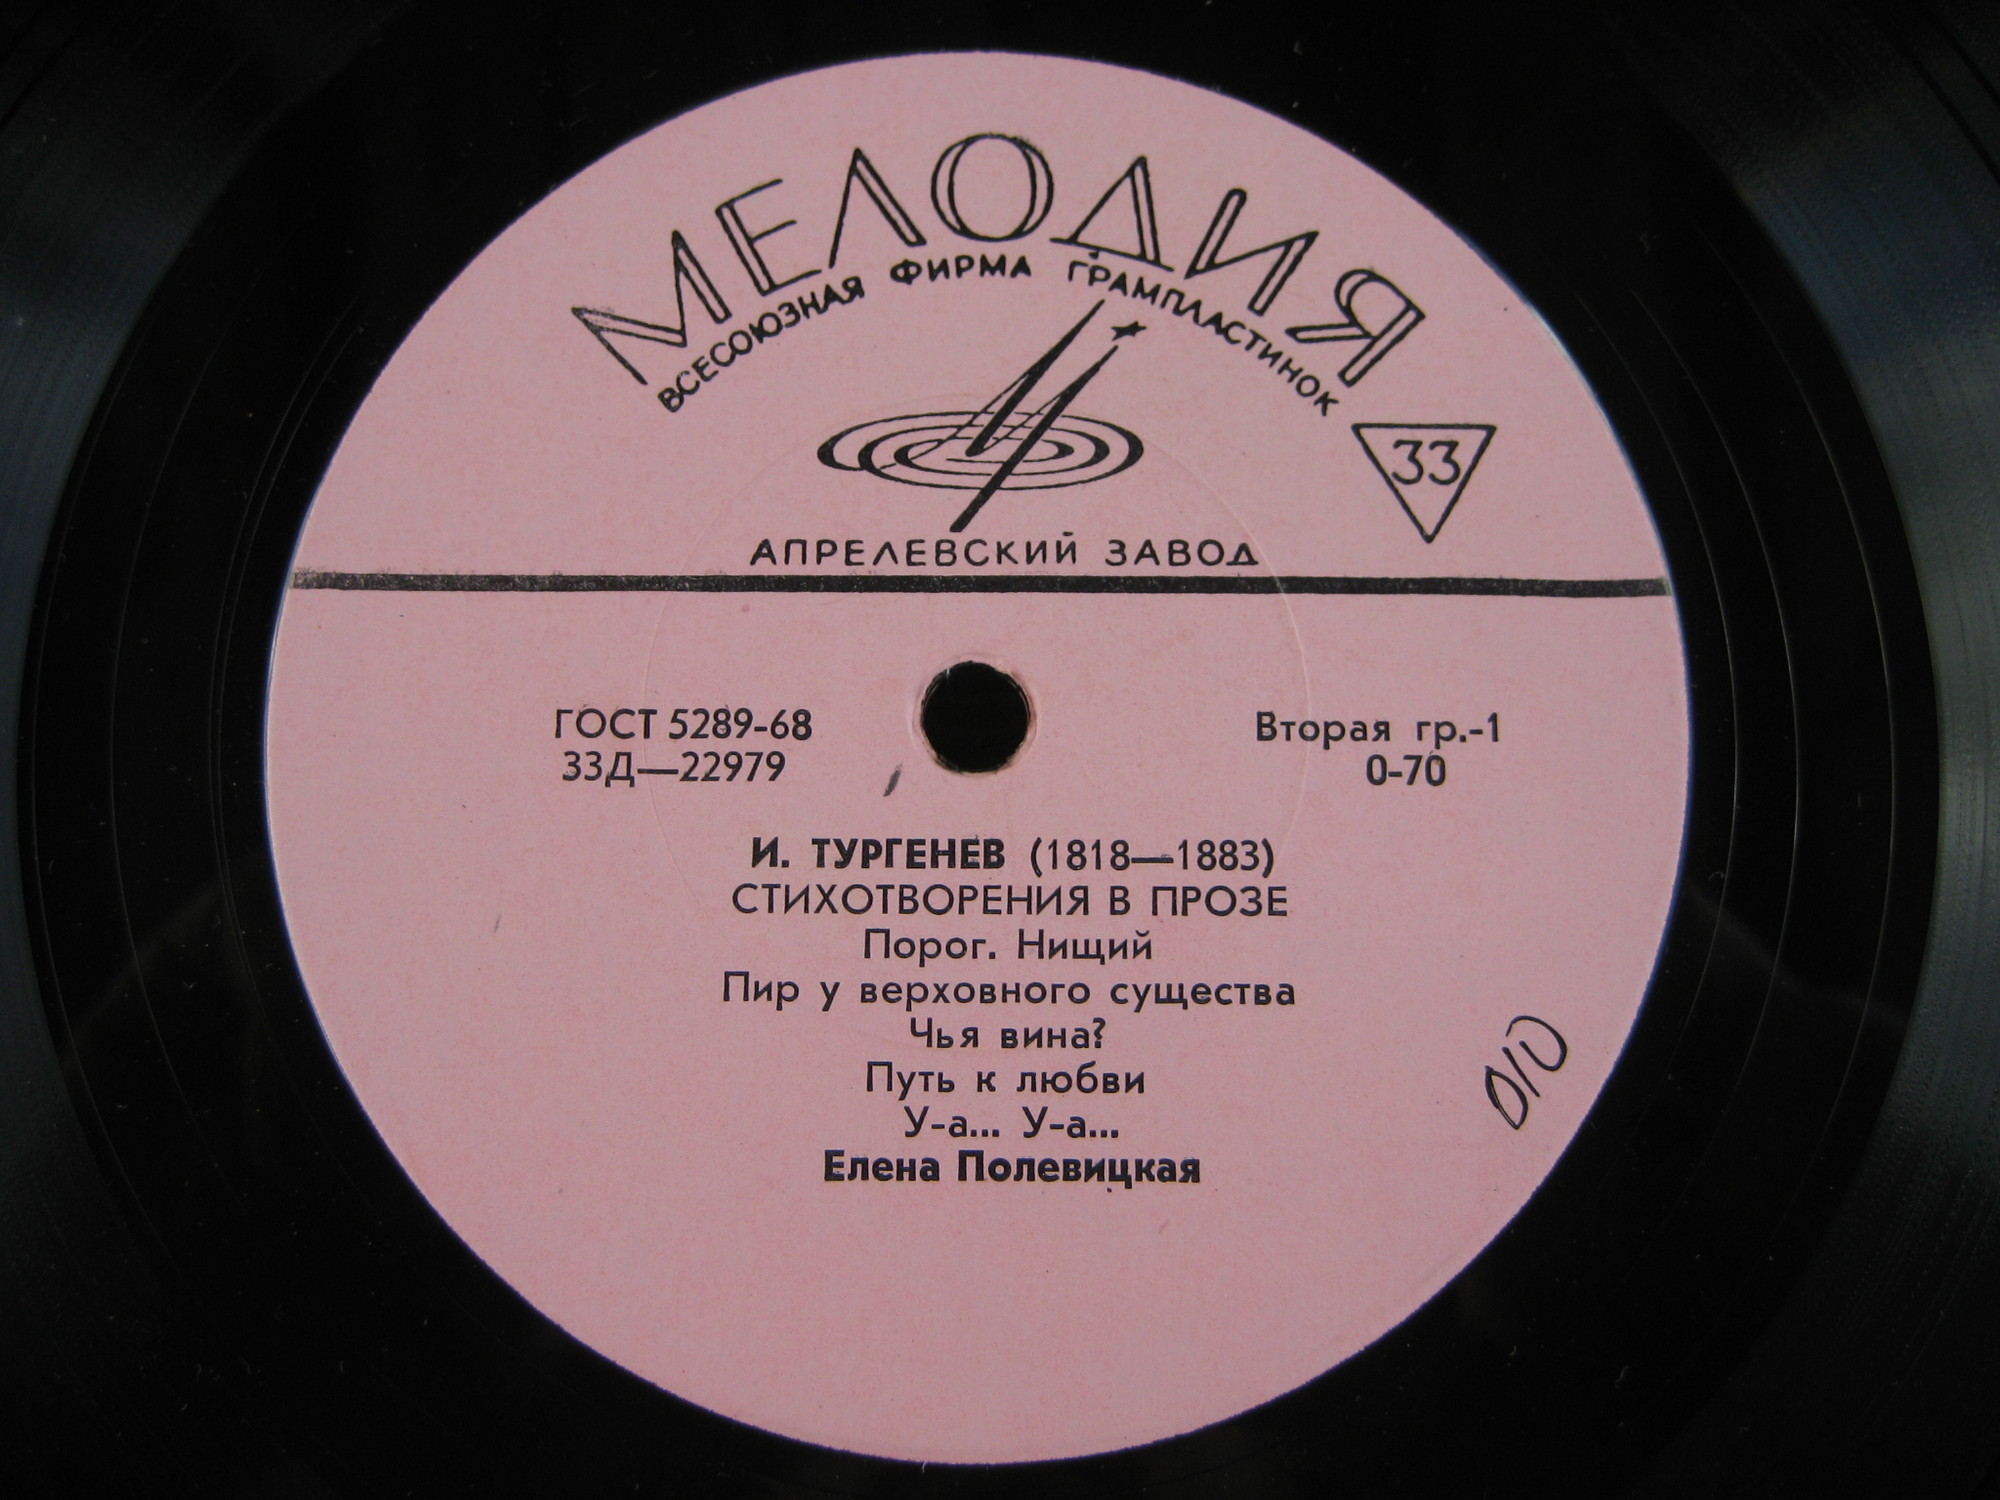 МЕЛОДИЯ
ВСЕСОЮЗНАЯ ФИРМА ГРАМПЛАСТИНОК
33
АПРЕЛЕВСКИЙ ЗАВОД
ГОСТ 5289-68
33Д—22979
Вторая гр.-1
0-70
И. ТУРГЕНЕВ (1818—1883)
СТИХОТВОРЕНИЯ В ПРОЗЕ
Порог. Нищий
Пир у верховного существа
Чья вина?
Путь к любви
У-а... У-а...
Елена Полевицкая